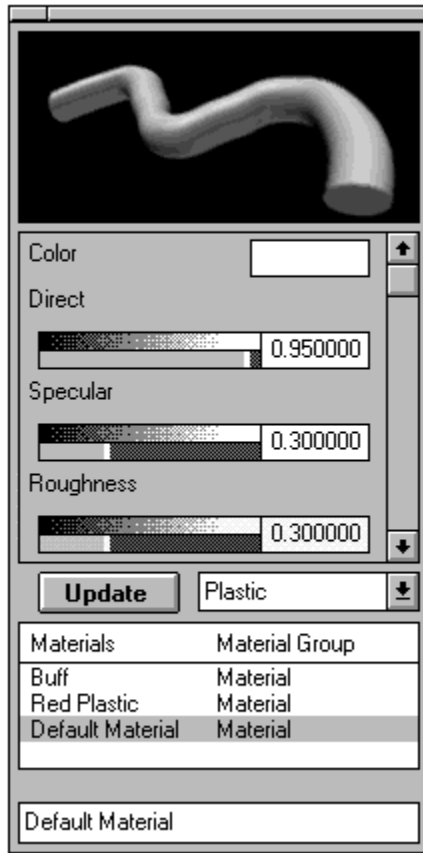 Color
Direct
0.950000
Specular
0.300000
Roughness
0.300000
Update Plastic
Materials Material Group
Buff Material
Red Plastic Material
Default Material Material
Default Material